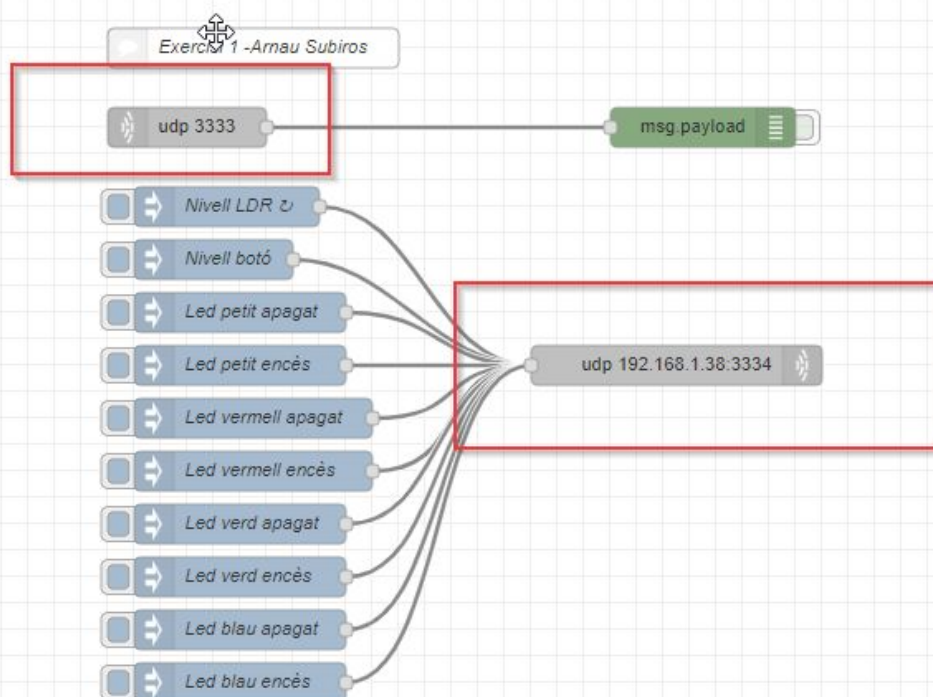 Exercici 1 -Arnau Subiros
udp 3333
msg.payload
Nivell LDR ↻
Nivell botó
Led petit apagat
Led petit encès
udp 192.168.1.38:3334
Led vermell apagat
Led vermell encès
Led verd apagat
Led verd encès
Led blau apagat
Led blau encès